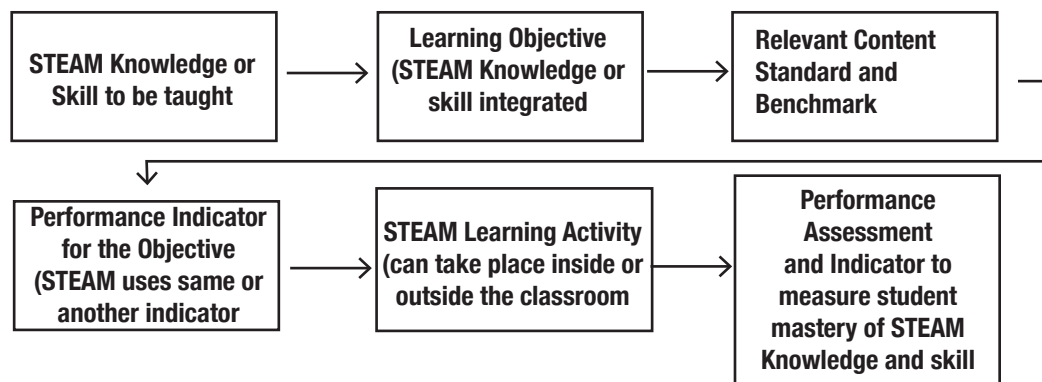 STEAM Knowledge or
Skill to be taught
Learning Objective
(STEAM Knowledge or
skill integrated
Relevant Content
Standard and
Benchmark
Performance Indicator
for the Objective
(STEAM uses same or
another indicator
STEAM Learning Activity
(can take place inside or
outside the classroom
Performance
Assessment
and Indicator to
measure student
mastery of STEAM
Knowledge and skill